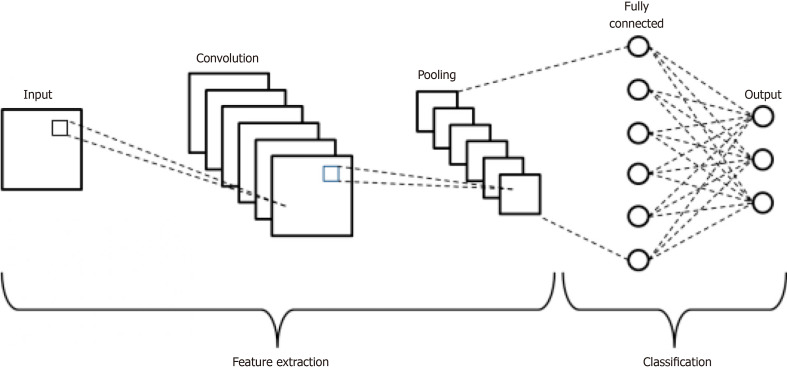 Fully
connected
Convolution
Pooling
Input
Output
Feature extraction
Classification